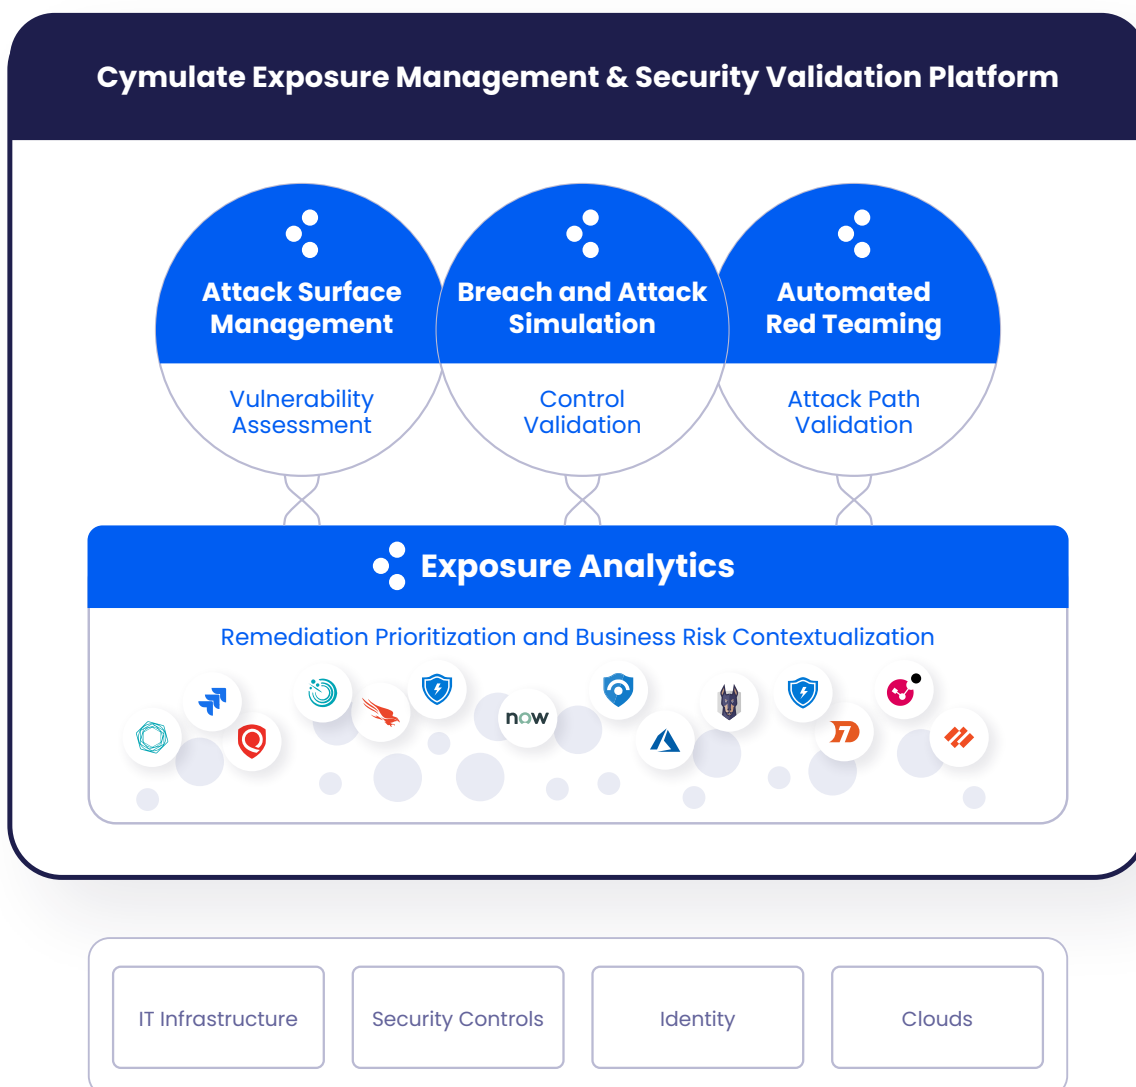 Cymulate Exposure Management & Security Validation Platform
Attack Surface
Management
Vulnerability
Assessment
Breach and Attack
Simulation
Control
Validation
Automated
Red Teaming
Attack Path
Validation
Exposure Analytics
Remediation Prioritization and Business Risk Contextualization
now
IT Infrastructure
Security Controls
Identity
Clouds